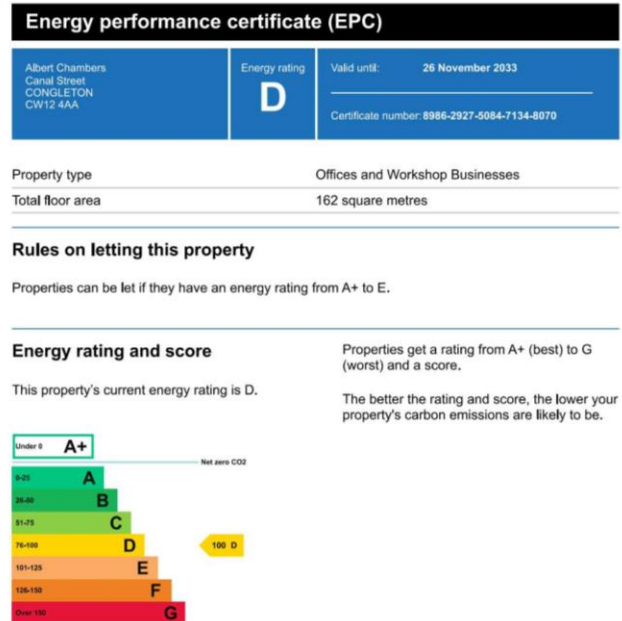 Energy performance certificate (EPC)
Albert Chambers
Canal Street
CONGLETON
CW12 4AA
Energy rating
D
Valid until: 26 November 2033
Certificate number: 8986-2927-5084-7134-8070
Property type Offices and Workshop Businesses
Total floor area 162 square metres
Rules on letting this property
Properties can be let if they have an energy rating from A+ to E.
Energy rating and score
This property's current energy rating is D.
Properties get a rating from A+ (best) to G
(worst) and a score.
The better the rating and score, the lower your
property's carbon emissions are likely to be.
Under 0 A+
Net zero CO2
0-25 A
26-50 B
51-75 C
76-100 D 100 D
101-125 E
126-150 F
Over 150 G